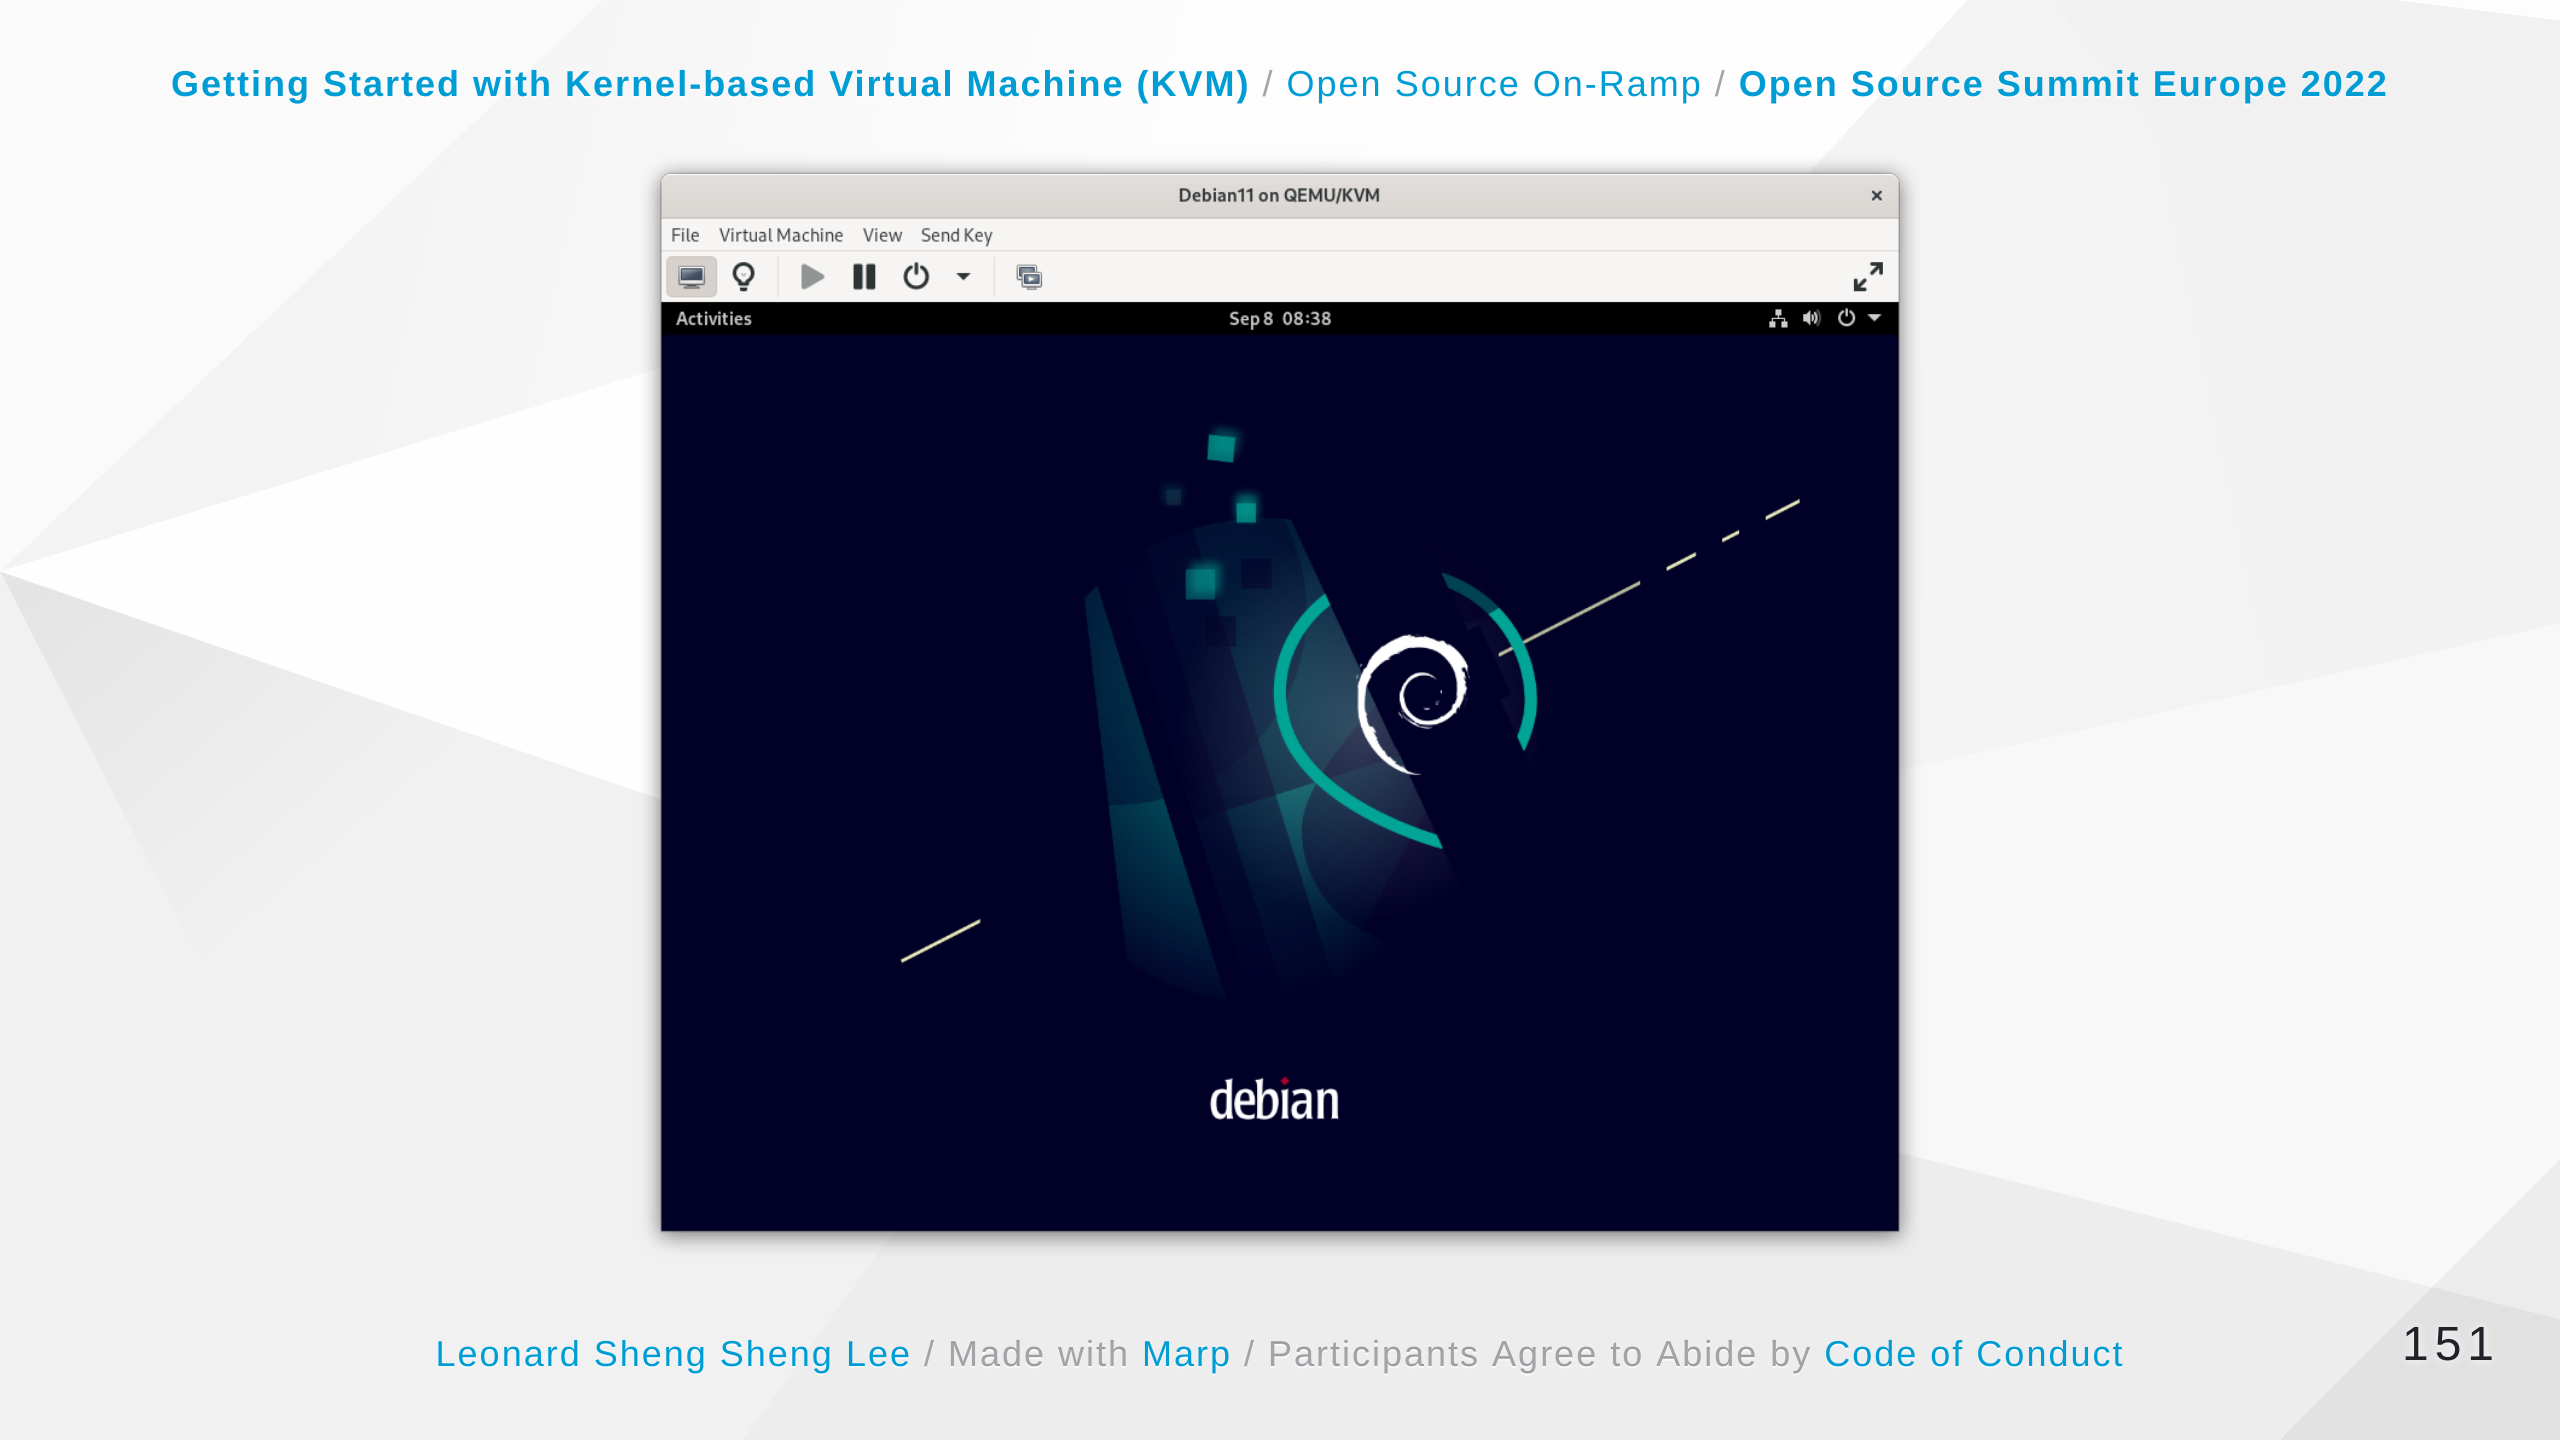 Getting Started with Kernel-based Virtual Machine (KVM) / Open Source On-Ramp / Open Source Summit Europe 2022
Debian11 on QEMU/KVM
File Virtual Machine View Send Key
Activities Sep 8 08:38
debian
Leonard Sheng Sheng Lee / Made with Marp / Participants Agree to Abide by Code of Conduct
151